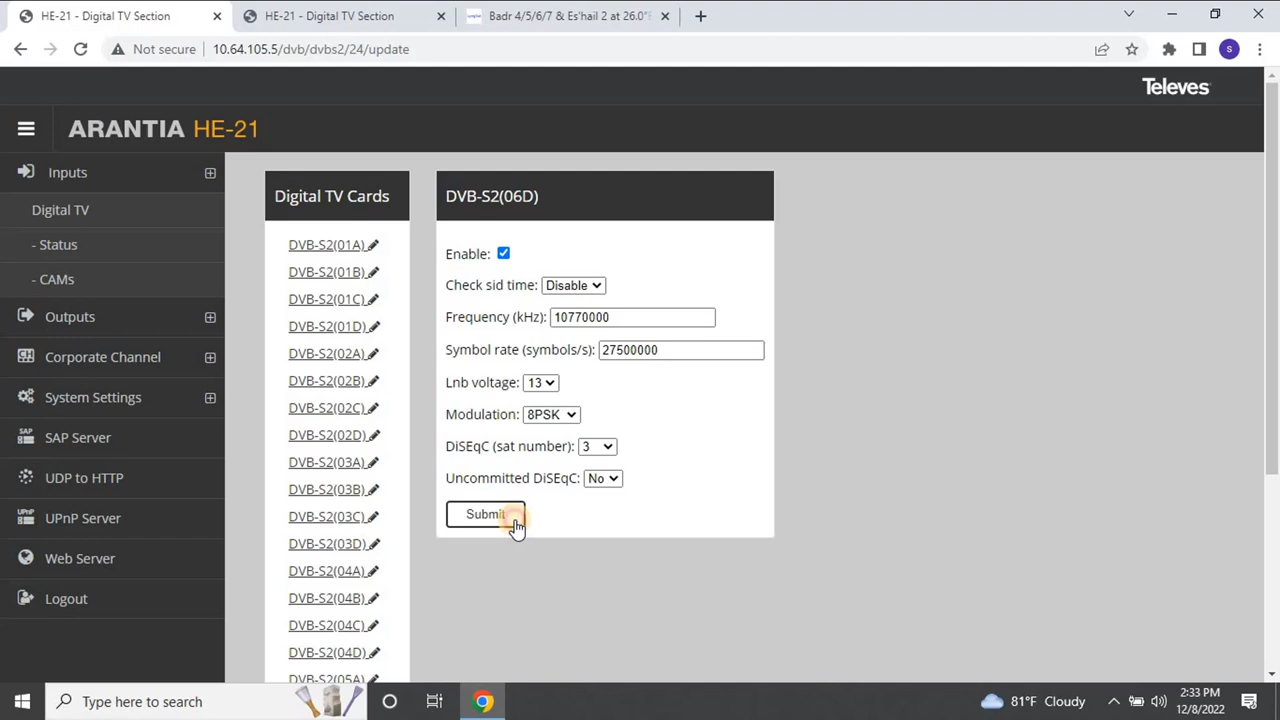 HE-21 - Digital TV Section
HE-21 - Digital TV Section
Badr 4/5/6/7 & Es'hail 2 at 26.0°
Not secure
10.64.105.5/dvb/dvbs2/24/update
S
Televes
ARANTIA HE-21
Inputs
Digital TV
- Status
- CAMs
Outputs
Corporate Channel
System Settings
SAP Server
UDP to HTTP
UPnP Server
Web Server
Logout
Digital TV Cards
DVB-S2(01A)
DVB-S2(01B)
DVB-S2(01C)
DVB-S2(01D)
DVB-S2(02A)
DVB-S2(02B)
DVB-S2(02C)
DVB-S2(02D)
DVB-S2(03A)
DVB-S2(03B)
DVB-S2(03C)
DVB-S2(03D)
DVB-S2(04A)
DVB-S2(04B)
DVB-S2(04C)
DVB-S2(04D)
DVB-S2(05A)
DVB-S2(06D)
Enable:
Check sid time: Disable
Frequency (kHz): 10770000
Symbol rate (symbols/s): 27500000
Lnb voltage: 13
Modulation: 8PSK
DiSEqC (sat number): 3
Uncommitted DiSEqC: No
Submit
Type here to search
81°F Cloudy
2:33 PM
12/8/2022